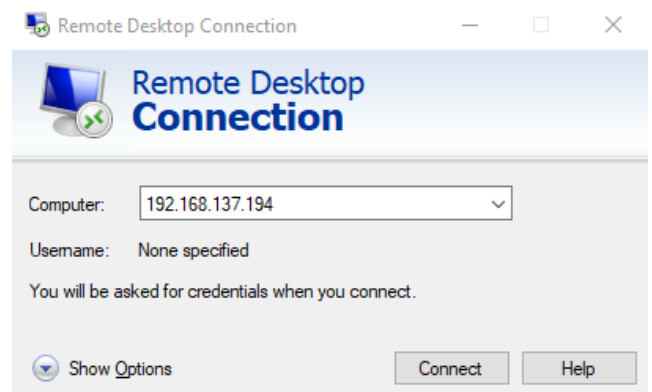 Remote Desktop Connection
Remote Desktop
Connection
Computer: 192.168.137.194
Username: None specified
You will be asked for credentials when you connect.
Show Options Connect Help